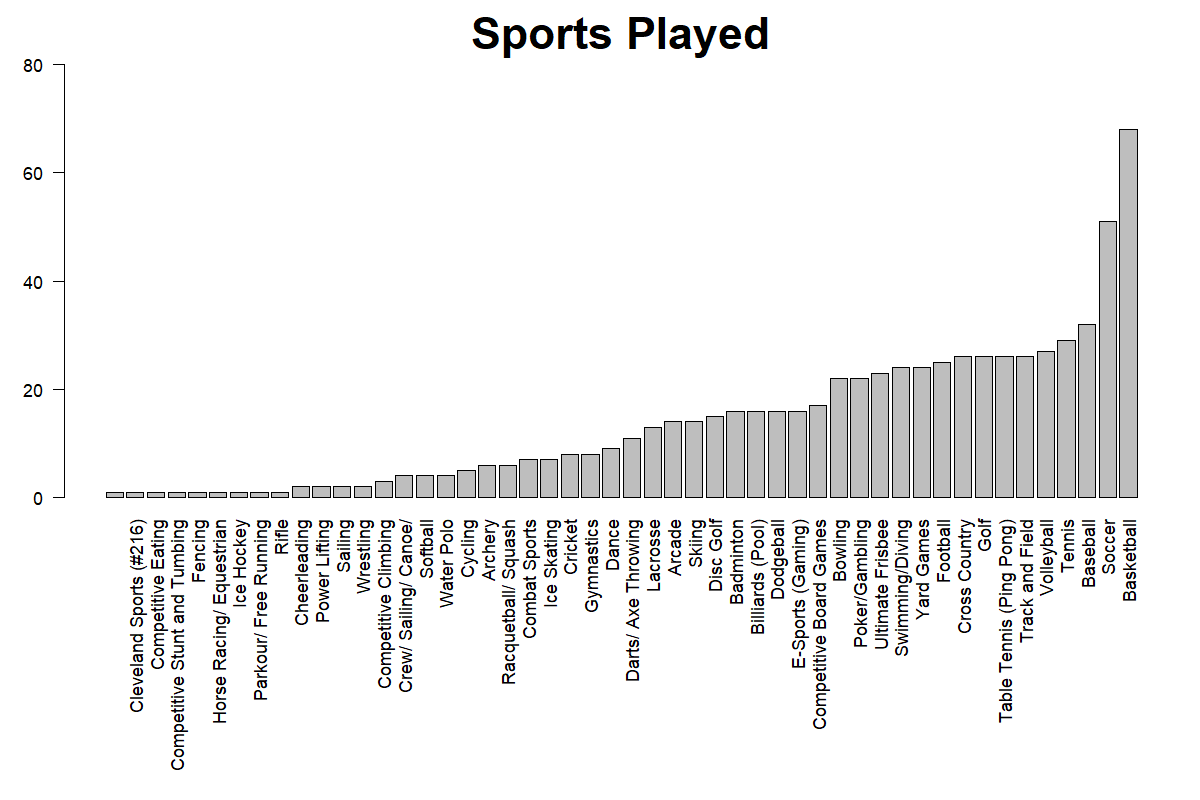 Sports Played
80
60
40
20
0
Cleveland Sports (#216)
Competitive Eating
Competitive Stunt and Tumbing
Fencing
Horse Racing/ Equestrian
Ice Hockey
Parkour/ Free Running
Rifle
Cheerleading
Power Lifting
Sailing
Wrestling
Competitive Climbing
Crew/ Sailing/ Canoe/
Softball
Water Polo
Cycling
Archery
Racquetball/ Squash
Combat Sports
Ice Skating
Cricket
Gymnastics
Dance
Darts/ Axe Throwing
Lacrosse
Arcade
Skiing
Disc Golf
Badminton
Billiards (Pool)
Dodgeball
E-Sports (Gaming)
Competitive Board Games
Bowling
Poker/Gambling
Ultimate Frisbee
Swimming/Diving
Yard Games
Football
Cross Country
Golf
Table Tennis (Ping Pong)
Track and Field
Volleyball
Tennis
Baseball
Soccer
Basketball